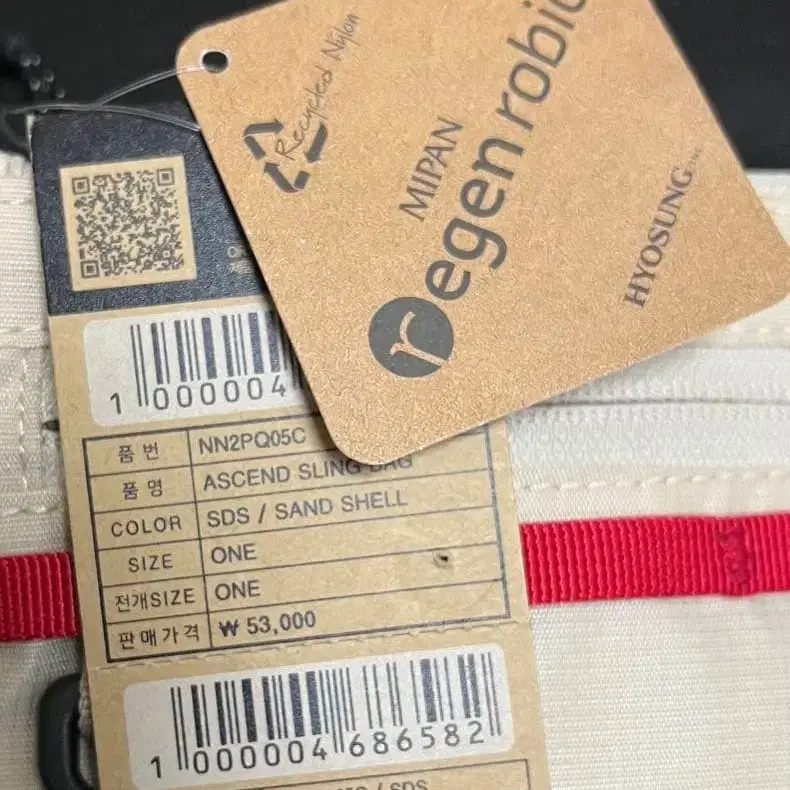 Recycled Nylon
MIPAN
regen robic
HYOSUNG
1 000004
품번 NN2PQ05C
품명 ASCEND SLING BAG
COLOR SDS / SAND SHELL
SIZE ONE
전개SIZE ONE
판매가격 ₩ 53,000
1 000004 686582
SDS